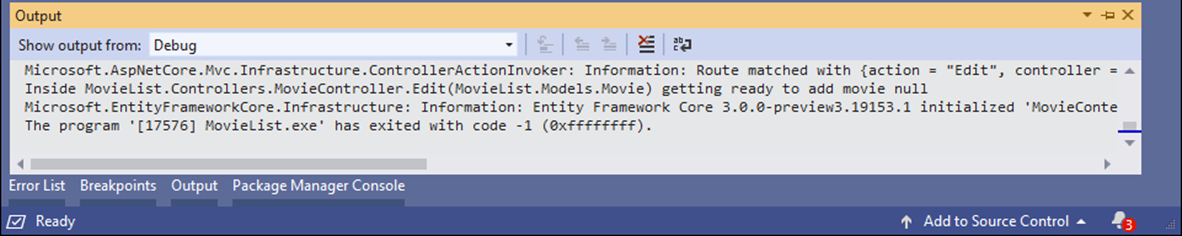 Output
Show output from: Debug
Microsoft.AspNetCore.Mvc.Infrastructure.ControllerActionInvoker: Information: Route matched with {action = "Edit", controller =
Inside MovieList.Controllers.MovieController.Edit(MovieList.Models.Movie) getting ready to add movie null
Microsoft.EntityFrameworkCore.Infrastructure: Information: Entity Framework Core 3.0.0-preview3.19153.1 initialized 'MovieConte
The program '[17576] MovieList.exe' has exited with code -1 (0xffffffff).
Error List Breakpoints Output Package Manager Console
Ready Add to Source Control 3